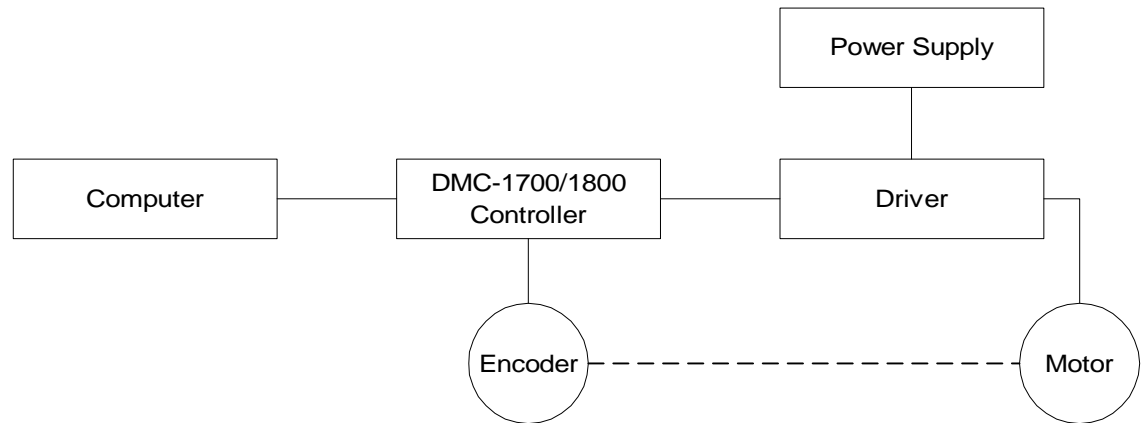 Power Supply
Computer
DMC-1700/1800
Controller
Driver
Encoder
Motor